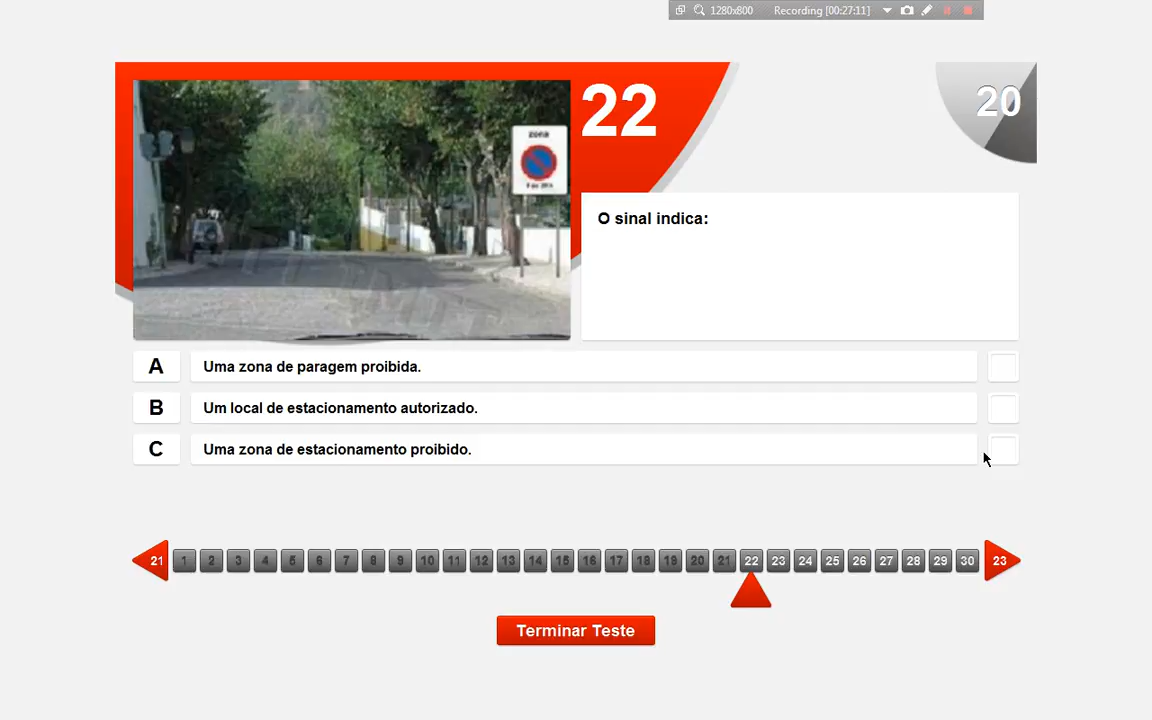 1280x800 Recording [00:27:11]
22
20
zona
O sinal indica:
A Uma zona de paragem proibida.
B Um local de estacionamento autorizado.
C Uma zona de estacionamento proibido.
21 1 2 3 4 5 6 7 8 9 10 11 12 13 14 15 16 17 18 19 20 21 22 23 24 25 26 27 28 29 30 23
Terminar Teste